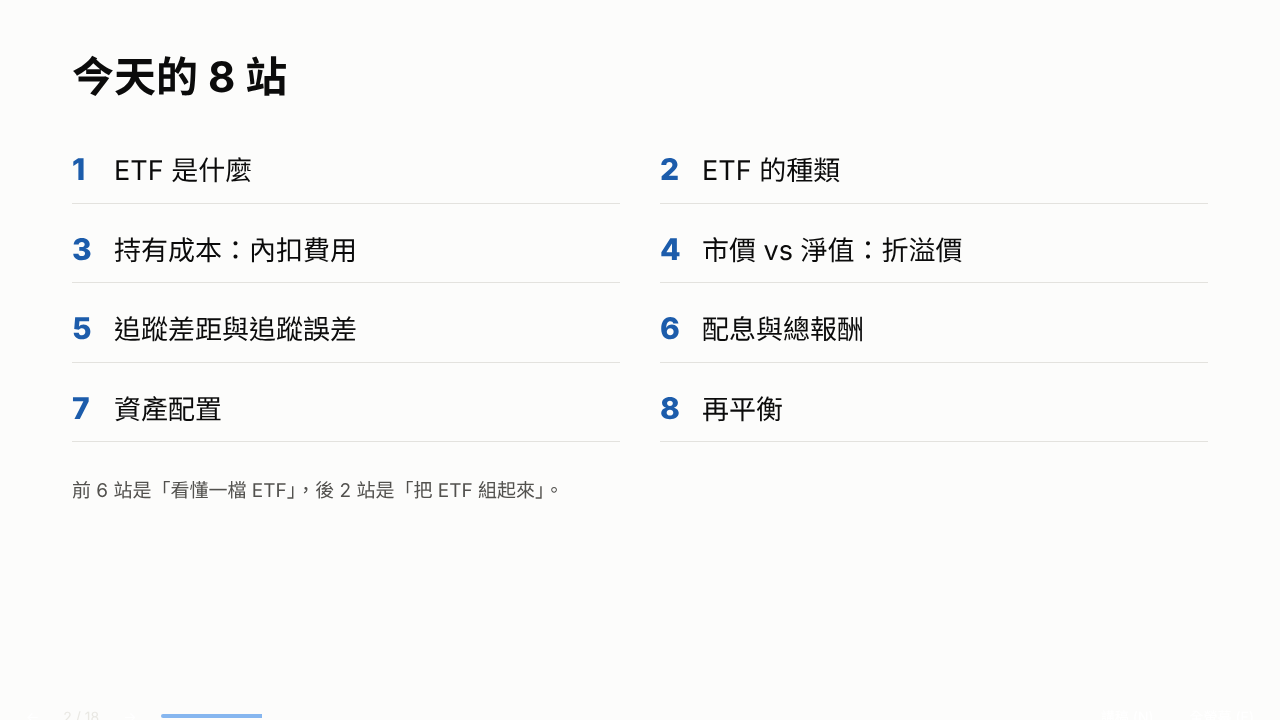 今天的 8 站
1 ETF 是什麼
2 ETF 的種類
3 持有成本：內扣費用
4 市價 vs 淨值：折溢價
5 追蹤差距與追蹤誤差
6 配息與總報酬
7 資產配置
8 再平衡
前 6 站是「看懂一檔 ETF」，後 2 站是「把 ETF 組起來」。
2 / 18